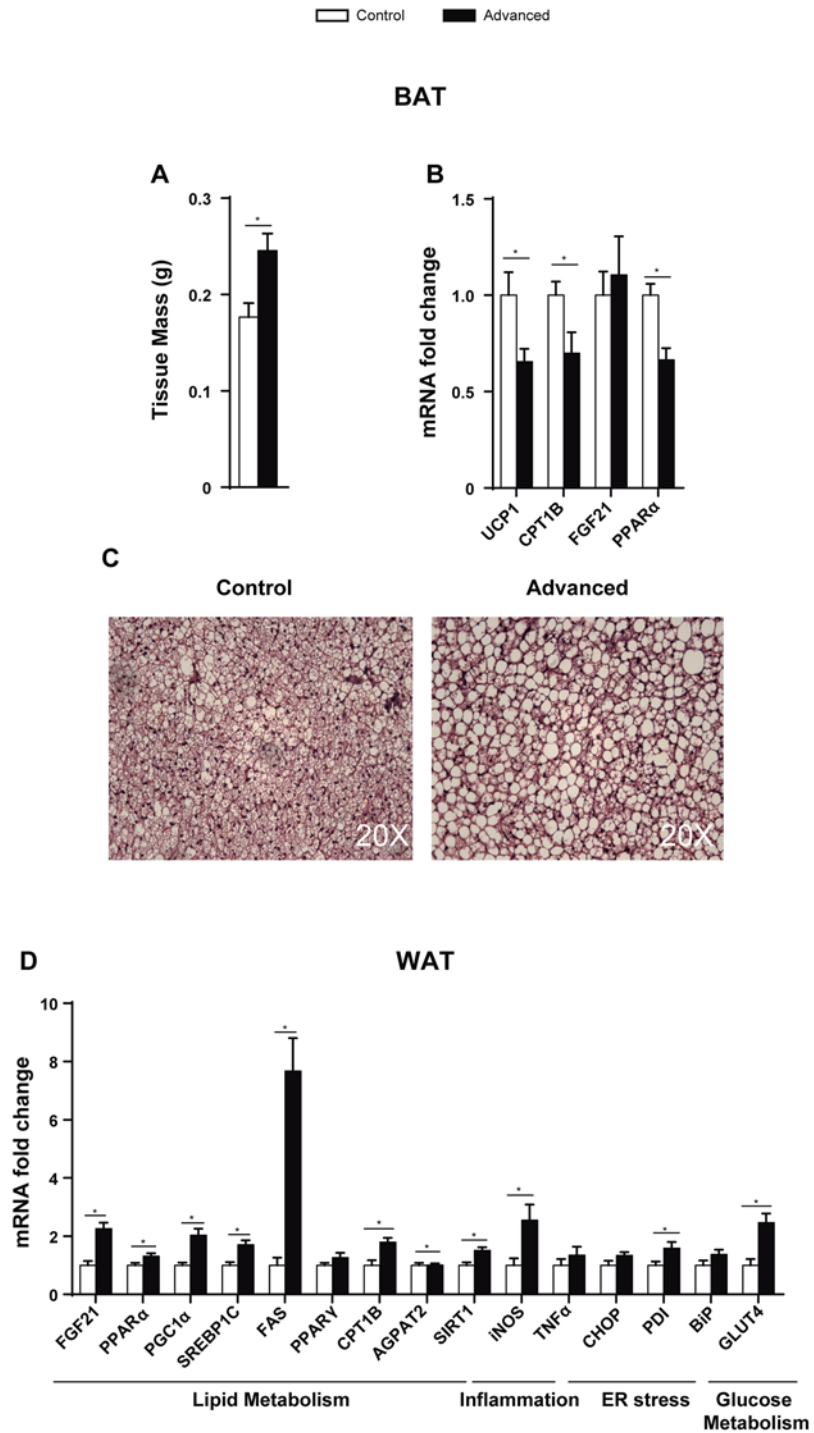 Control Advanced
BAT
A
B
0.3
0.2
0.1
0
Tissue Mass (g)
*
1.5
1.0
0.5
0
mRNA fold change
* * *
UCP1 CPT1B FGF21 PPARα
C
Control Advanced
20X 20X
D
WAT
10
8
6
4
2
0
mRNA fold change
* * * * * * * * * * *
FGF21 PPARα PGC1α SREBP1C FAS PPARγ CPT1B AGPAT2 SIRT1 iNOS TNFα CHOP PDI BiP GLUT4
Lipid Metabolism Inflammation ER stress Glucose
Metabolism